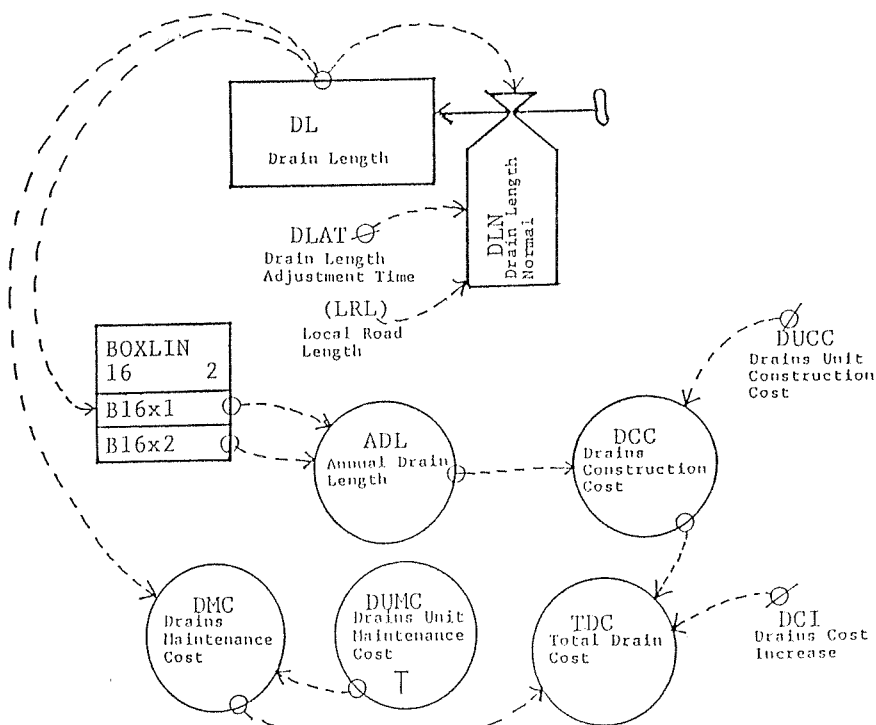 DL
Drain Length
DLN
Drain Length
Normal
DLAT
Drain Length
Adjustment Time
(LRL)
Local Road
Length
BOXLIN
16 2
B16x1
B16x2
ADL
Annual Drain
Length
DUCC
Drains Unit
Construction
Cost
DCC
Drains
Construction
Cost
DMC
Drains
Maintenance
Cost
DUMC
Drains Unit
Maintenance
Cost
T
TDC
Total Drain
Cost
DCI
Drains Cost
Increase